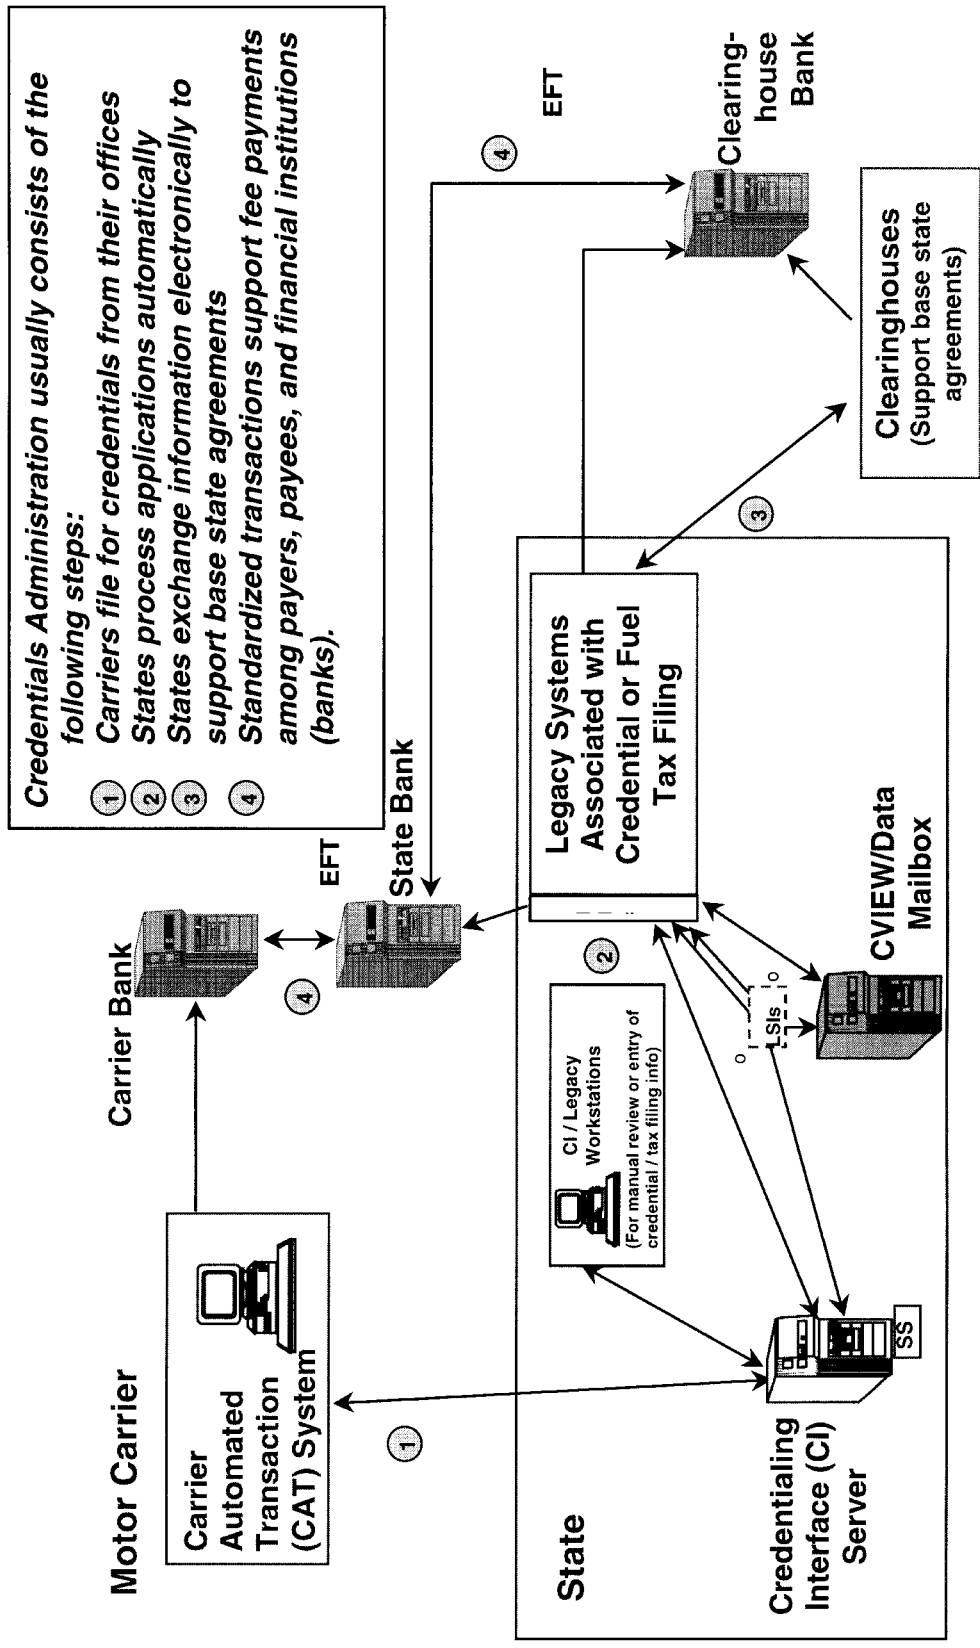 Credentials Administration usually consists of the
following steps:
1 Carriers file for credentials from their offices
2 States process applications automatically
3 States exchange information electronically to
support base state agreements
4 Standardized transactions support fee payments
among payers, payees, and financial institutions
(banks).
Motor Carrier
Carrier
Automated
Transaction
(CAT) System
Carrier Bank
4
EFT
State Bank
4
EFT
Clearing-
house
Bank
1
State
CI / Legacy
Workstations
(For manual review or entry of
credential / tax filing info)
2
Legacy Systems
Associated with
Credential or Fuel
Tax Filing
3
Clearinghouses
(Support base state
agreements)
Credentialing
Interface (CI)
Server
SS
o
LSIs
o
CVIEW/Data
Mailbox